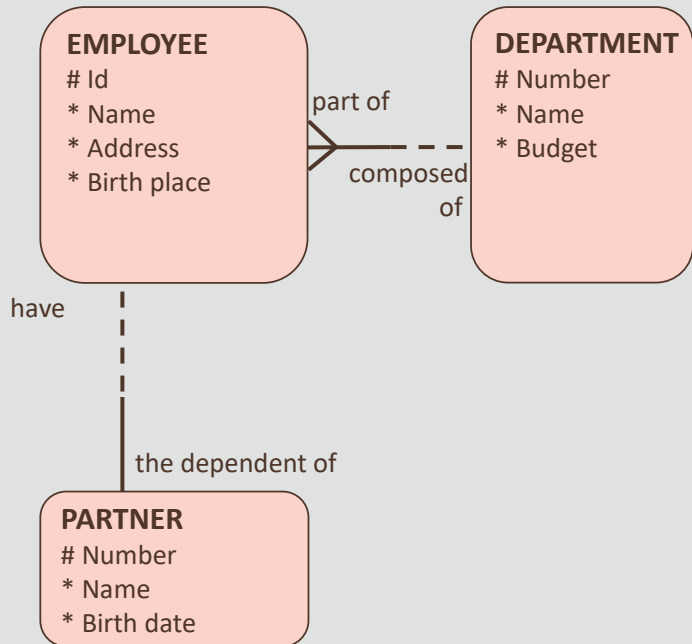 EMPLOYEE
# Id
* Name
* Address
* Birth place
part of
composed
of
DEPARTMENT
# Number
* Name
* Budget
have
the dependent of
PARTNER
# Number
* Name
* Birth date